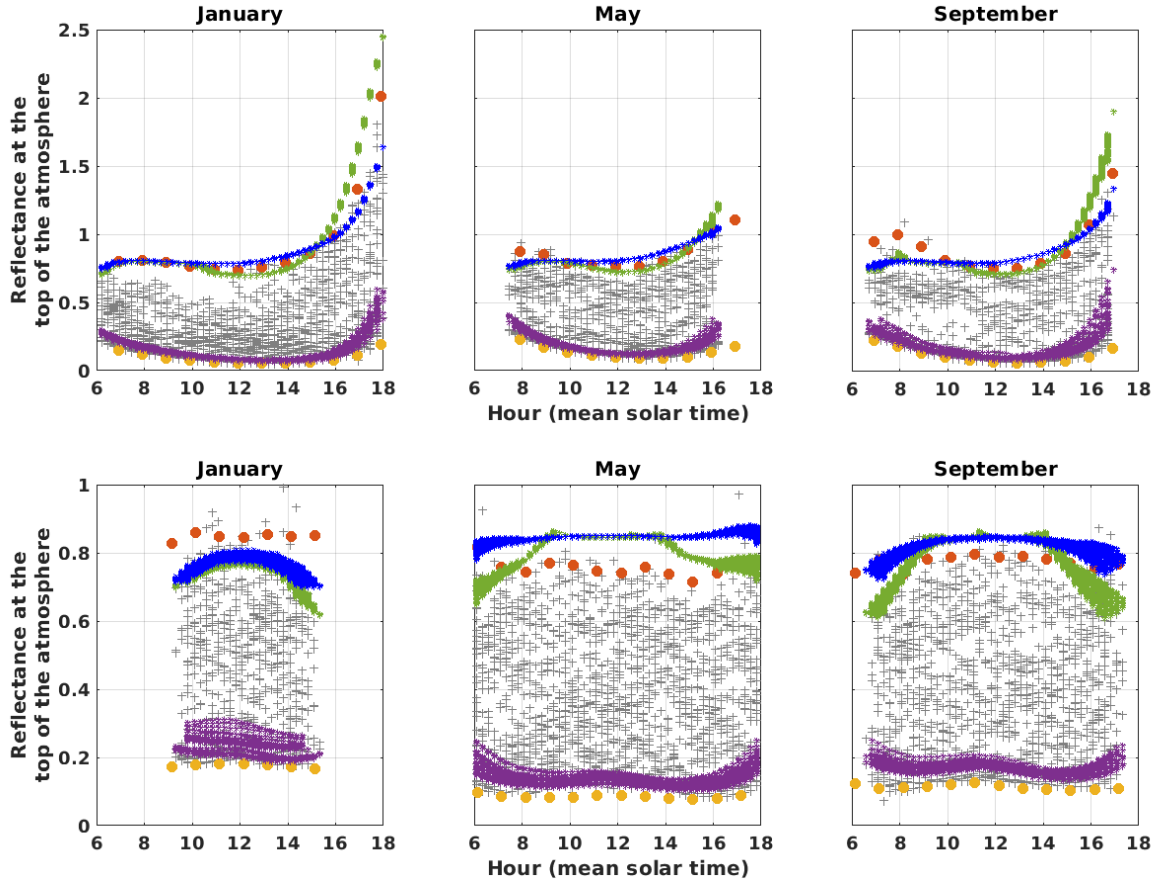 January May September
Reflectance at the
top of the atmosphere
2.5
2
1.5
1
0.5
0
6 8 10 12 14 16 18 6 8 10 12 14 16 18 6 8 10 12 14 16 18
Hour (mean solar time)
January May September
Reflectance at the
top of the atmosphere
1
0.8
0.6
0.4
0.2
0
6 8 10 12 14 16 18 6 8 10 12 14 16 18 6 8 10 12 14 16 18
Hour (mean solar time)